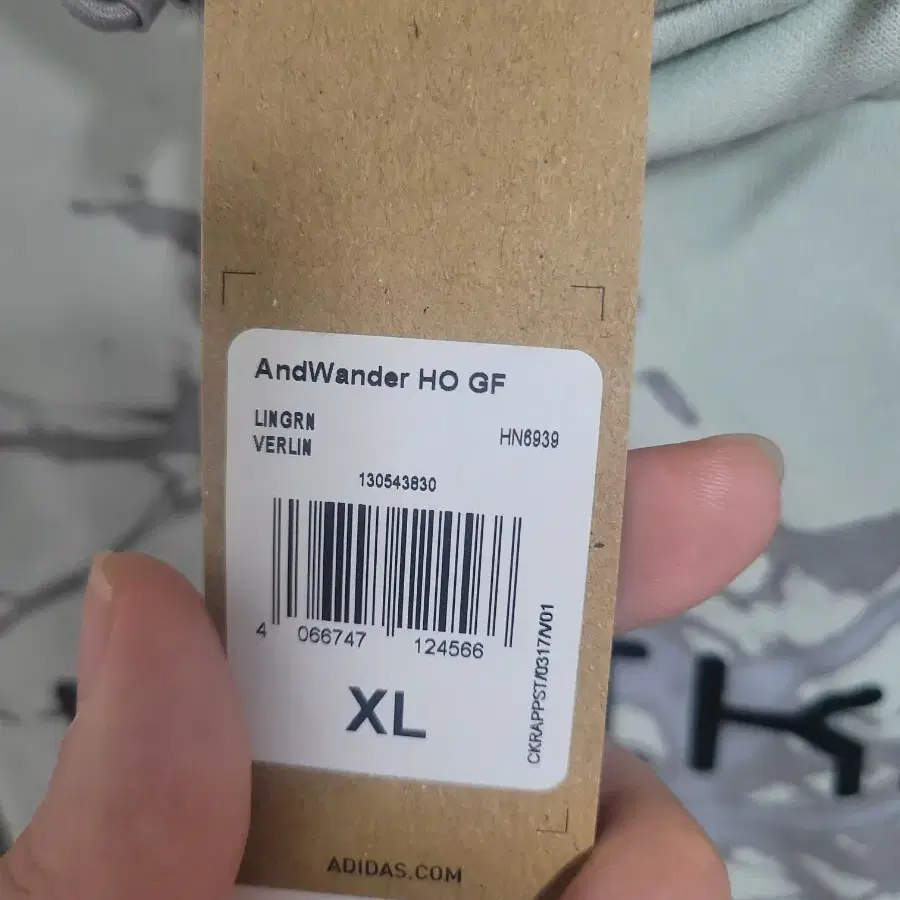 AndWander HO GF
LINGRN
VERLIN
HN6939
130543830
4 066747 124566
XL
CKRAPPST/0317/V01
ADIDAS.COM